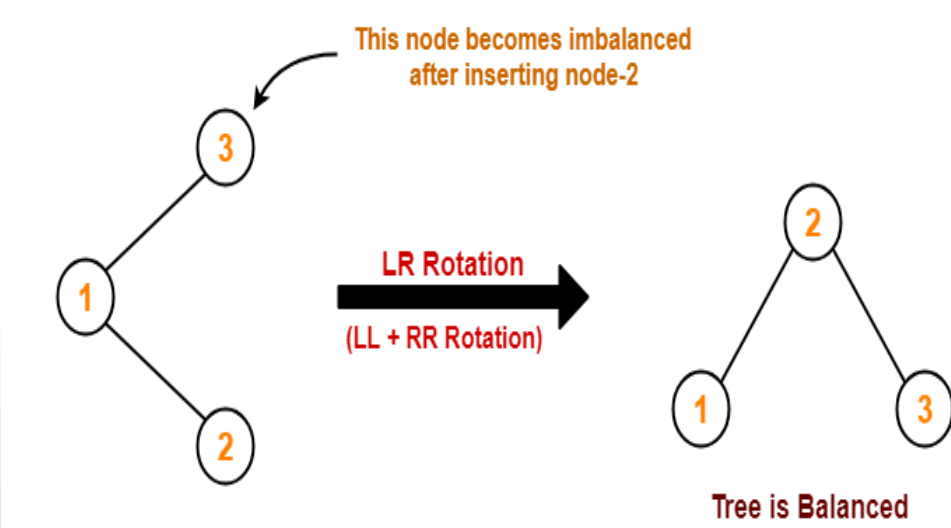 This node becomes imbalanced
after inserting node-2
3
1
2
LR Rotation
(LL + RR Rotation)
2
1
3
Tree is Balanced